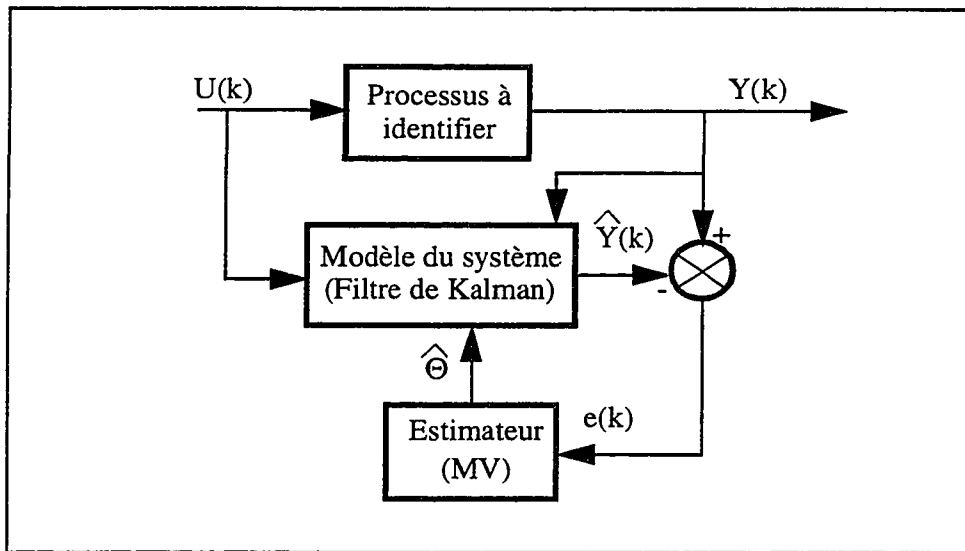 U(k)
Processus à
identifier
Y(k)
+
Modèle du système
(Filtre de Kalman)
Ŷ(k)
-
Θ̂
Estimateur
(MV)
e(k)